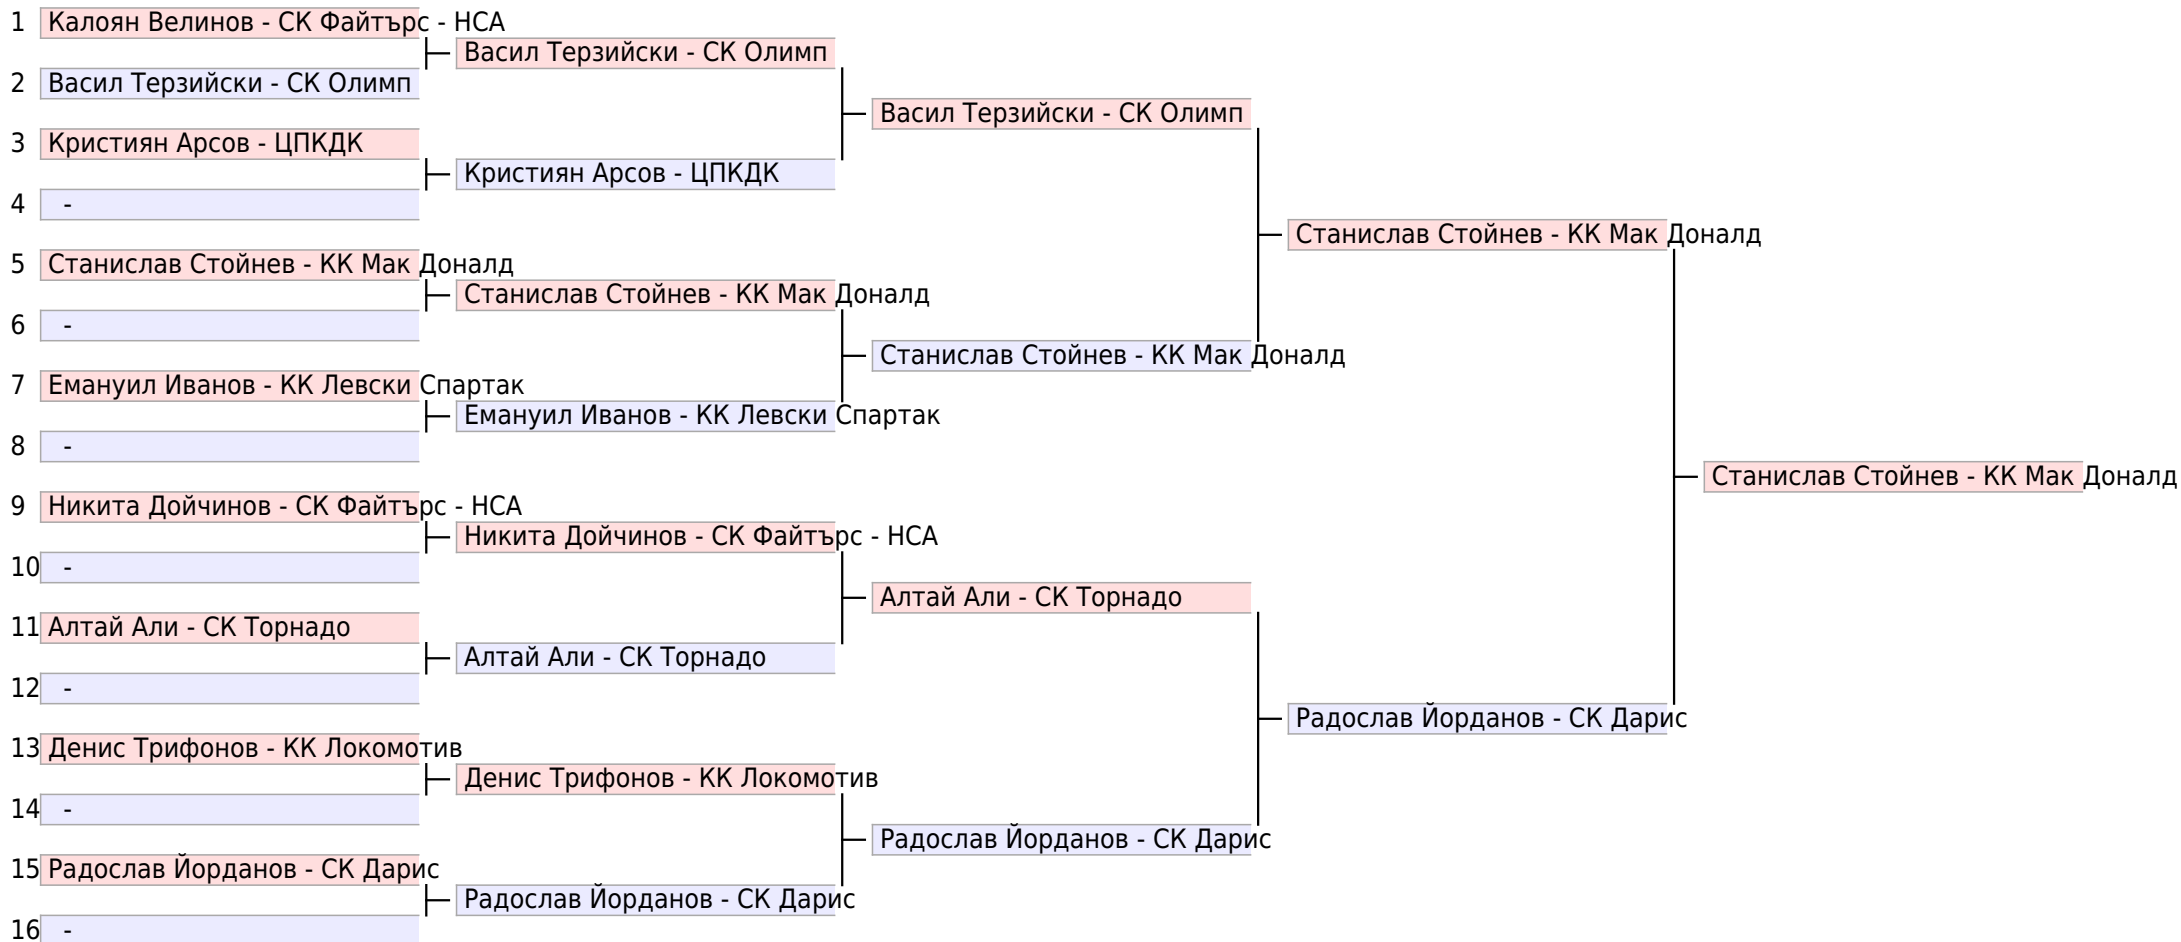 1 Калоян Велинов - СК Файтърс - НСА
Васил Терзийски - СК Олимп
2 Васил Терзийски - СК Олимп
Васил Терзийски - СК Олимп
3 Кристиян Арсов - ЦПКДК
Кристиян Арсов - ЦПКДК
4 -
Станислав Стойнев - КК Мак Доналд
5 Станислав Стойнев - КК Мак Доналд
Станислав Стойнев - КК Мак Доналд
6 -
Станислав Стойнев - КК Мак Доналд
7 Емануил Иванов - КК Левски Спартак
Емануил Иванов - КК Левски Спартак
8 -
Станислав Стойнев - КК Мак Доналд
9 Никита Дойчинов - СК Файтърс - НСА
Никита Дойчинов - СК Файтърс - НСА
10 -
Алтай Али - СК Торнадо
11 Алтай Али - СК Торнадо
Алтай Али - СК Торнадо
12 -
Радослав Йорданов - СК Дарис
13 Денис Трифонов - КК Локомотив
Денис Трифонов - КК Локомотив
14 -
Радослав Йорданов - СК Дарис
15 Радослав Йорданов - СК Дарис
Радослав Йорданов - СК Дарис
16 -